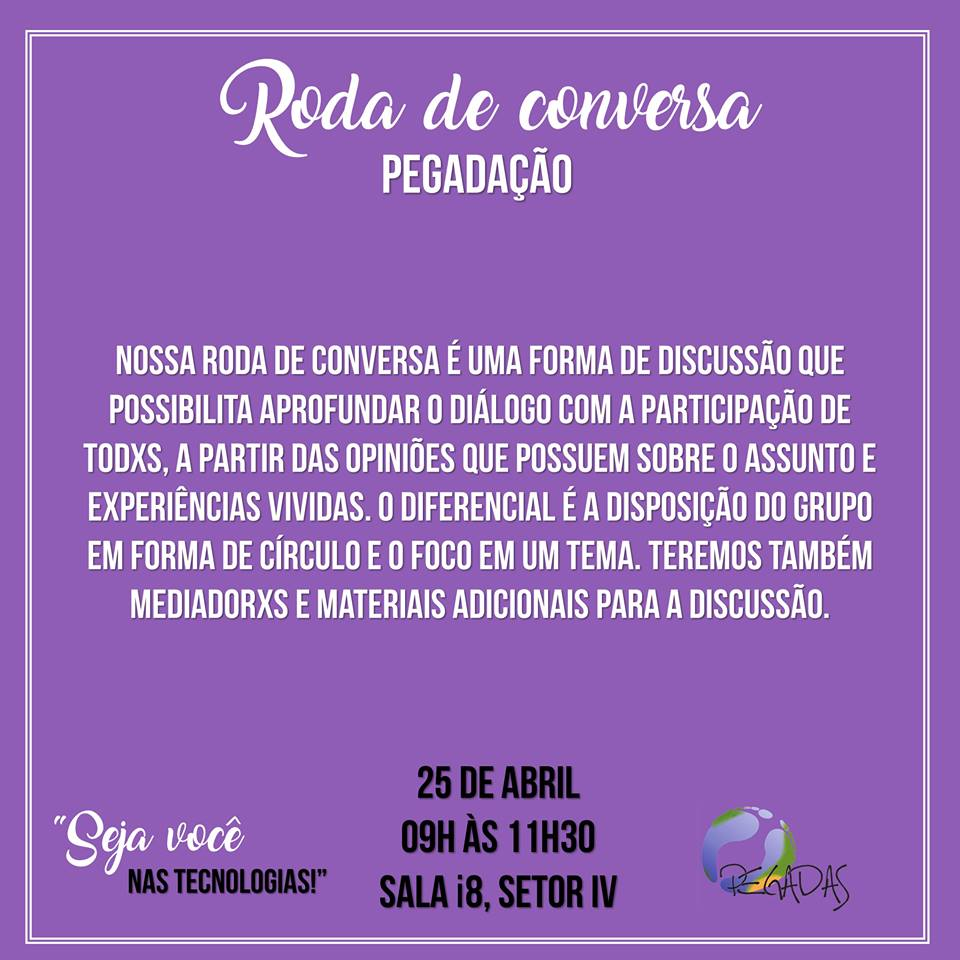 Roda de conversa
PEGADAÇÃO
NOSSA RODA DE CONVERSA É UMA FORMA DE DISCUSSÃO QUE
POSSIBILITA APROFUNDAR O DIÁLOGO COM A PARTICIPAÇÃO DE
TODXS, A PARTIR DAS OPINIÕES QUE POSSUEM SOBRE O ASSUNTO E
EXPERIÊNCIAS VIVIDAS. O DIFERENCIAL É A DISPOSIÇÃO DO GRUPO
EM FORMA DE CÍRCULO E O FOCO EM UM TEMA. TEREMOS TAMBÉM
MEDIADORXS E MATERIAIS ADICIONAIS PARA A DISCUSSÃO.
"Seja você
NAS TECNOLOGIAS!"
25 DE ABRIL
09H ÀS 11H30
SALA i8, SETOR IV
PEGADAS